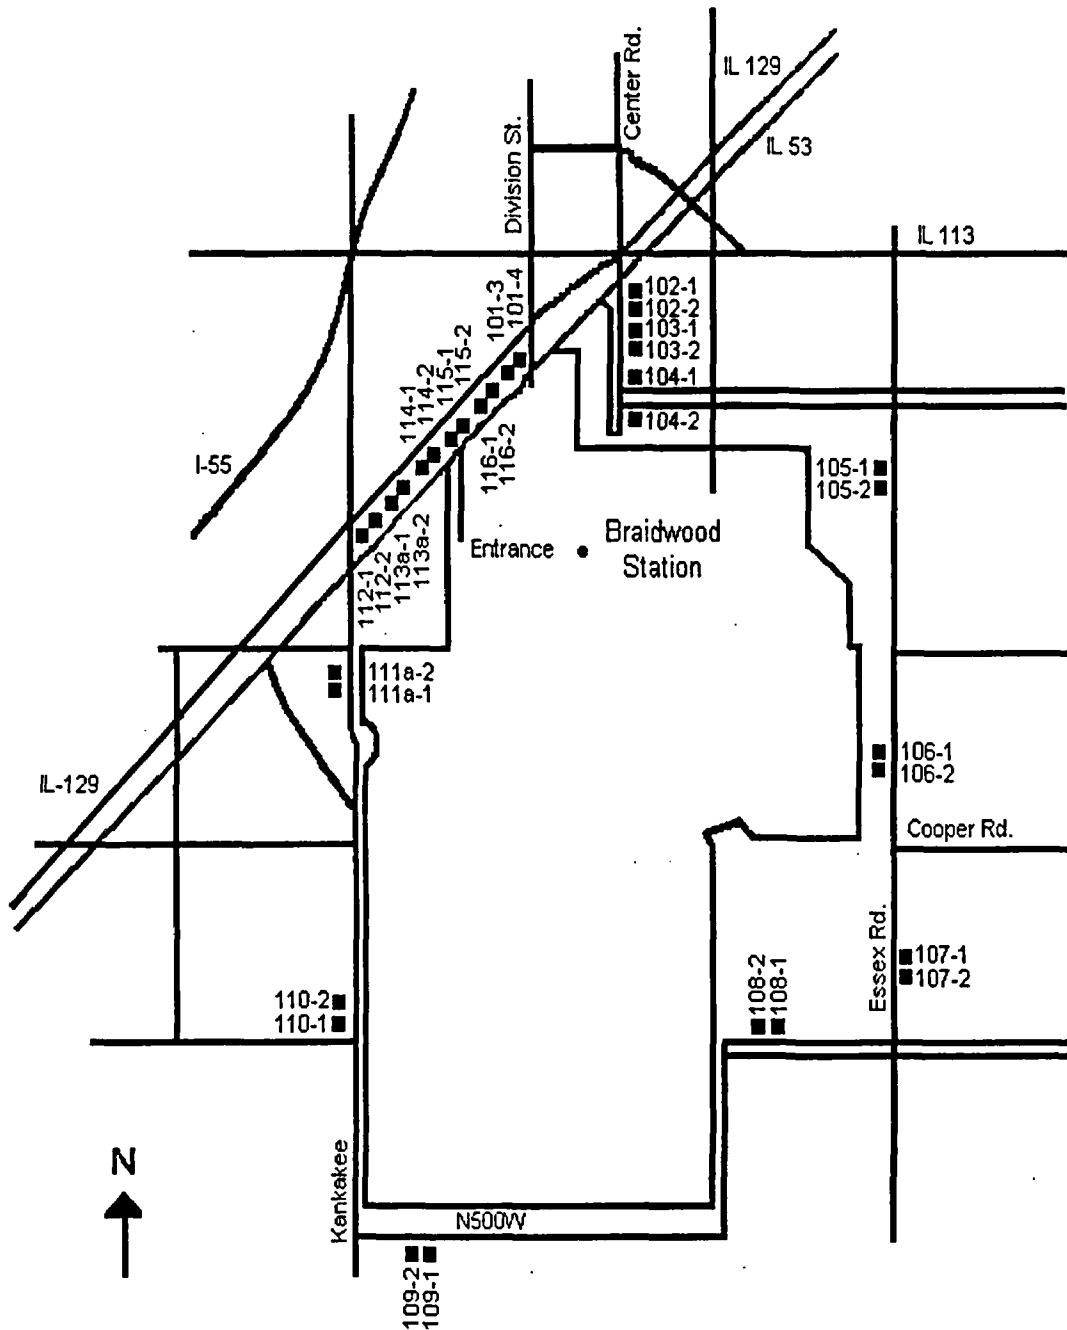 Center Rd.
IL 129
IL 53
Division St.
IL 113
102-1
102-2
103-1
103-2
104-1
104-2
101-3
101-4
115-1
115-2
114-1
114-2
116-1
116-2
I-55
105-1
105-2
Entrance
Braidwood
Station
112-1
112-2
113a-1
113a-2
111a-2
111a-1
106-1
106-2
IL-129
Cooper Rd.
Essex Rd.
107-1
107-2
108-2
108-1
110-2
110-1
N
Kankakee
N500W
109-2
109-1